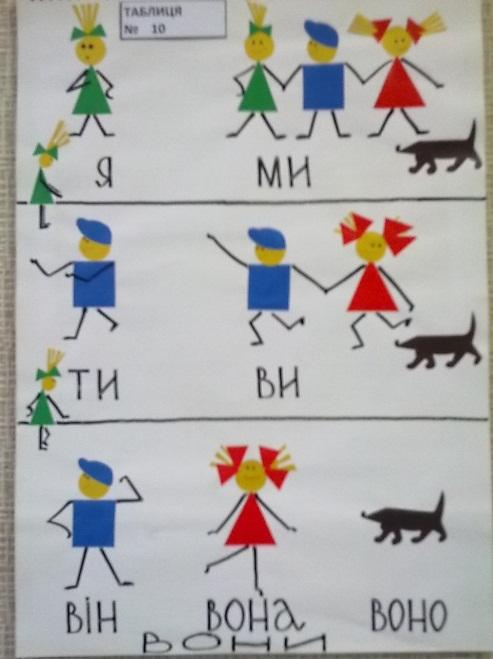 ТАБЛИЦЯ
№ 10
Я МИ
ТИ ВИ
ВІН ВОНА ВОНО
ВОНИ